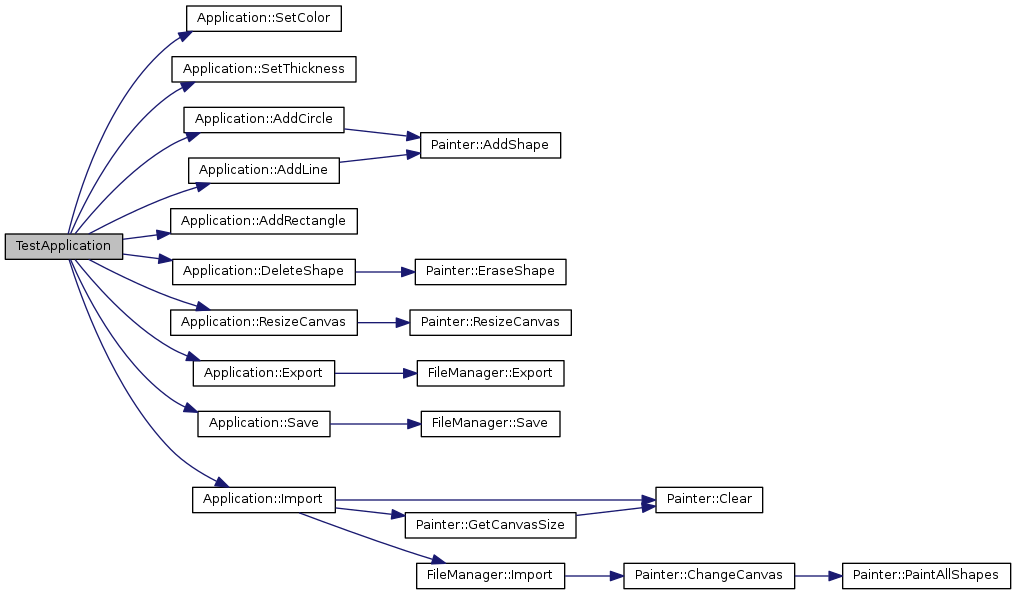 Application::SetColor
Application::SetThickness
Application::AddCircle
Painter::AddShape
Application::AddLine
Application::AddRectangle
TestApplication
Application::DeleteShape
Painter::EraseShape
Application::ResizeCanvas
Painter::ResizeCanvas
Application::Export
FileManager::Export
Application::Save
FileManager::Save
Application::Import
Painter::Clear
Painter::GetCanvasSize
FileManager::Import
Painter::ChangeCanvas
Painter::PaintAllShapes